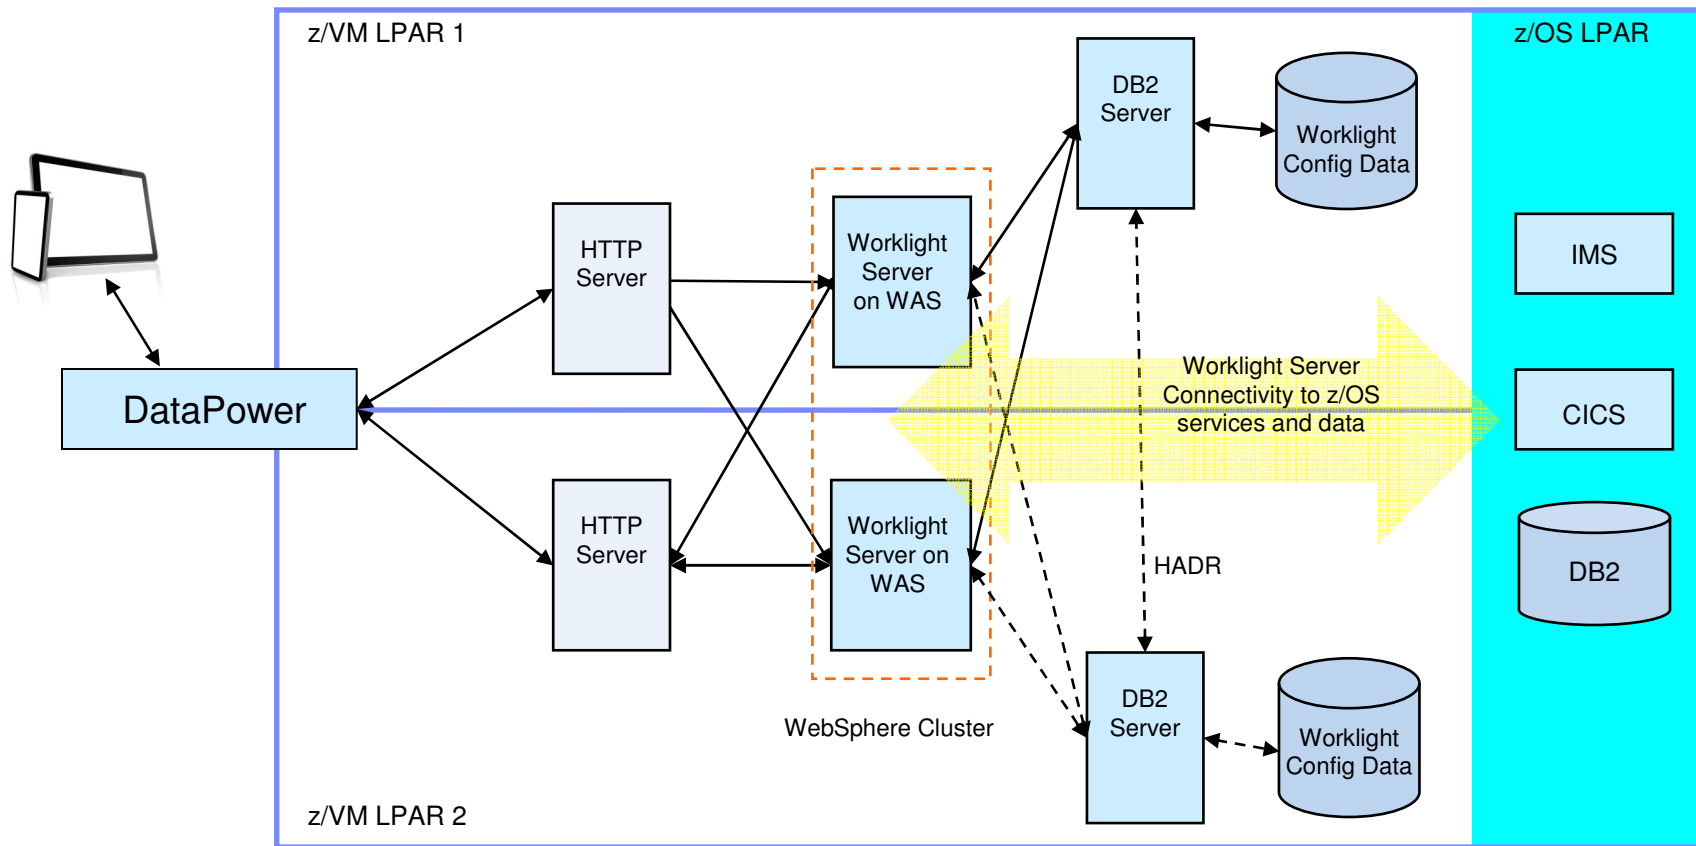 z/VM LPAR 1
z/OS LPAR
DB2
Server
Worklight
Config Data
HTTP
Server
Worklight
Server
on WAS
IMS
DataPower
Worklight Server
Connectivity to z/OS
services and data
CICS
HTTP
Server
Worklight
Server on
WAS
HADR
DB2
DB2
Server
Worklight
Config Data
WebSphere Cluster
z/VM LPAR 2